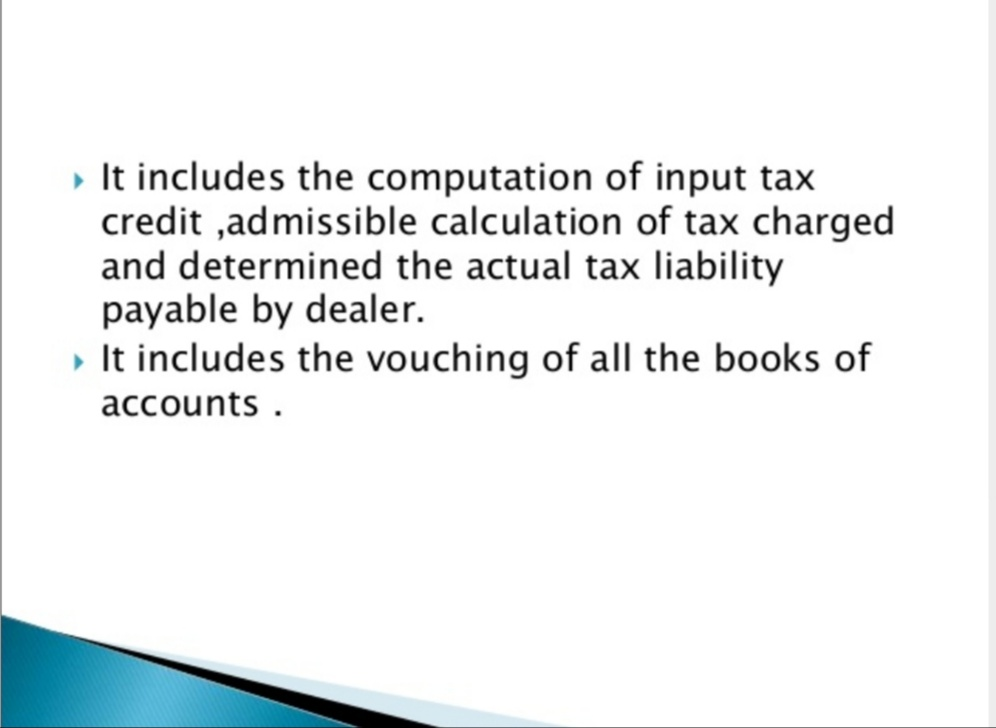 It includes the computation of input tax
credit ,admissible calculation of tax charged
and determined the actual tax liability
payable by dealer.
It includes the vouching of all the books of
accounts .